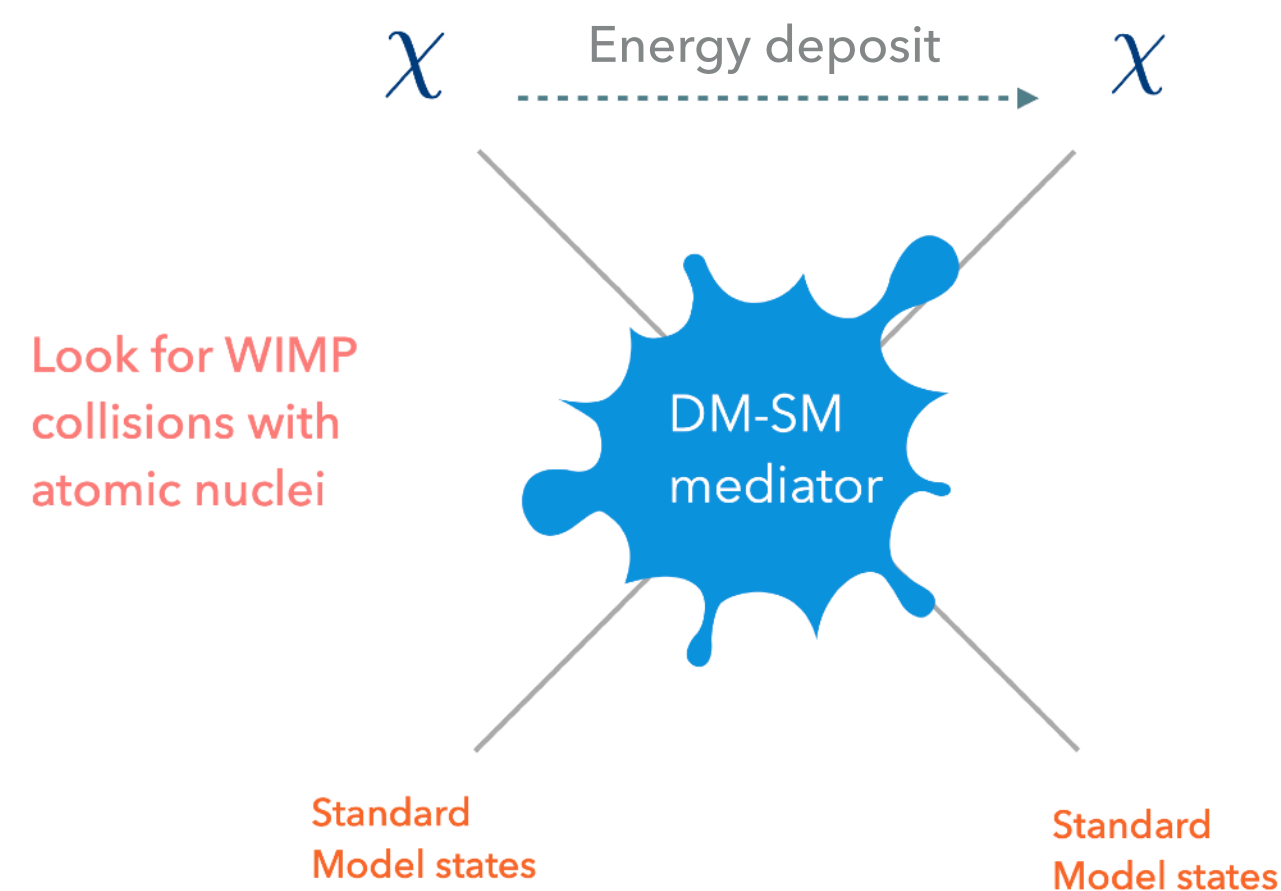 χ Energy deposit χ
Look for WIMP
collisions with
atomic nuclei
DM-SM
mediator
Standard
Model states
Standard
Model states